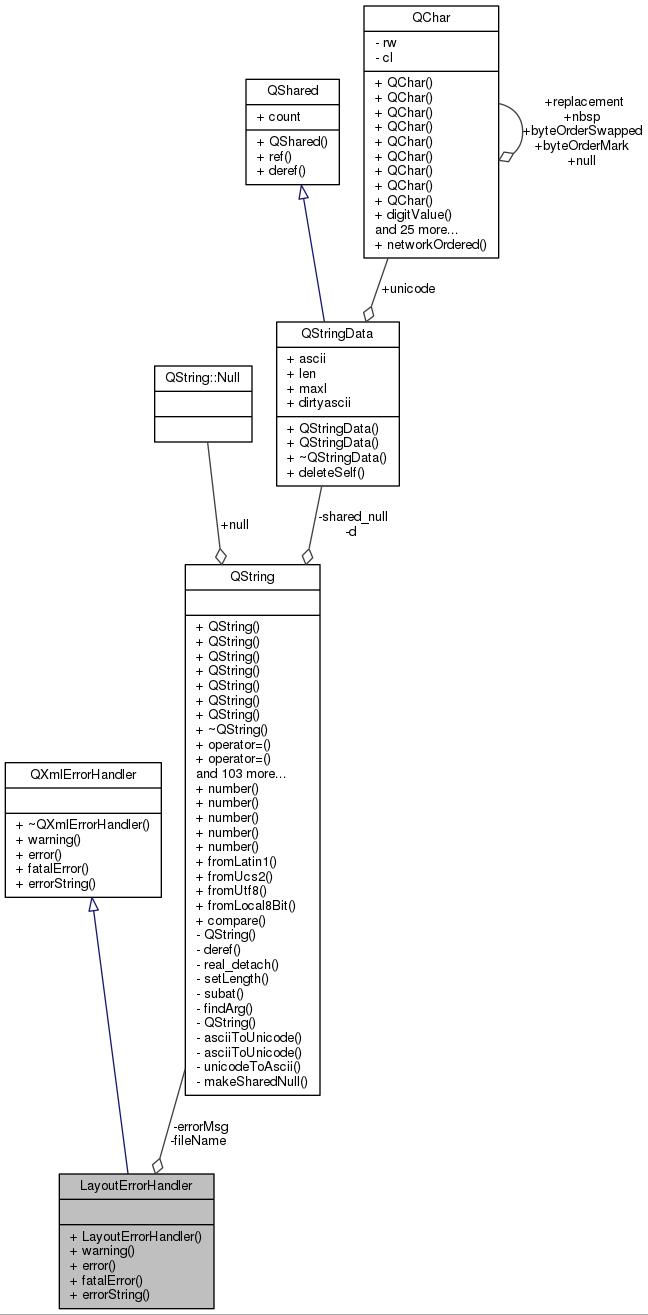 QChar
- rw
- cl
+ QChar()
+ QChar()
+ QChar()
+ QChar()
+ QChar()
+ QChar()
+ QChar()
+ QChar()
+ QChar()
+ digitValue()
and 25 more...
+ networkOrdered()
+replacement
+nbsp
+byteOrderSwapped
+byteOrderMark
+null
QShared
+ count
+ QShared()
+ ref()
+ deref()
+unicode
QStringData
+ ascii
+ len
+ maxl
+ dirtyascii
+ QStringData()
+ QStringData()
+ ~QStringData()
+ deleteSelf()
QString::Null
+null
-shared_null
-d
QString
+ QString()
+ QString()
+ QString()
+ QString()
+ QString()
+ QString()
+ QString()
+ ~QString()
+ operator=()
+ operator=()
and 103 more...
+ number()
+ number()
+ number()
+ number()
+ number()
+ fromLatin1()
+ fromUcs2()
+ fromUtf8()
+ fromLocal8Bit()
+ compare()
- QString()
- deref()
- real_detach()
- setLength()
- subat()
- findArg()
- QString()
- asciiToUnicode()
- asciiToUnicode()
- unicodeToAscii()
- makeSharedNull()
QXmlErrorHandler
+ ~QXmlErrorHandler()
+ warning()
+ error()
+ fatalError()
+ errorString()
-errorMsg
-fileName
LayoutErrorHandler
+ LayoutErrorHandler()
+ warning()
+ error()
+ fatalError()
+ errorString()